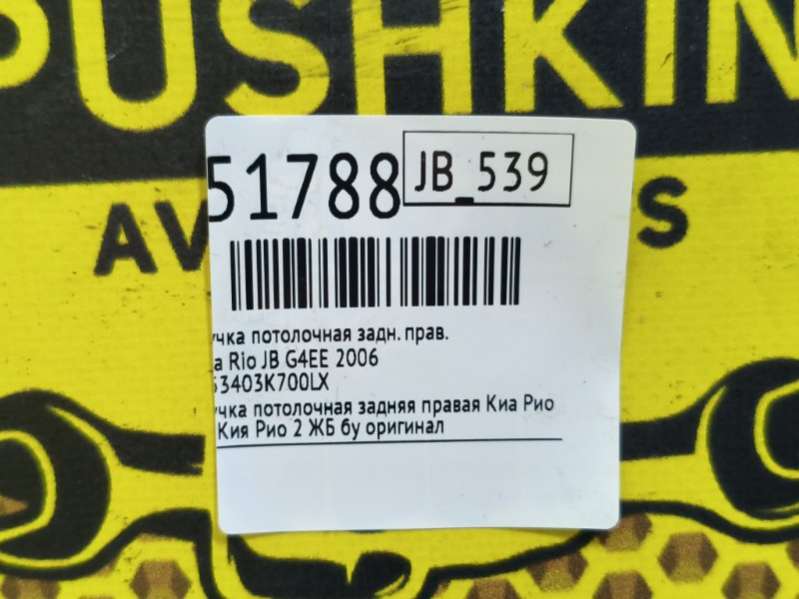 PUSHKIN
AV
S
51788
JB_539
учка потолочная задн. прав.
a Rio JB G4EE 2006
53403K700LX
учка потолочная задняя правая Киа Рио
Кия Рио 2 ЖБ бу оригинал